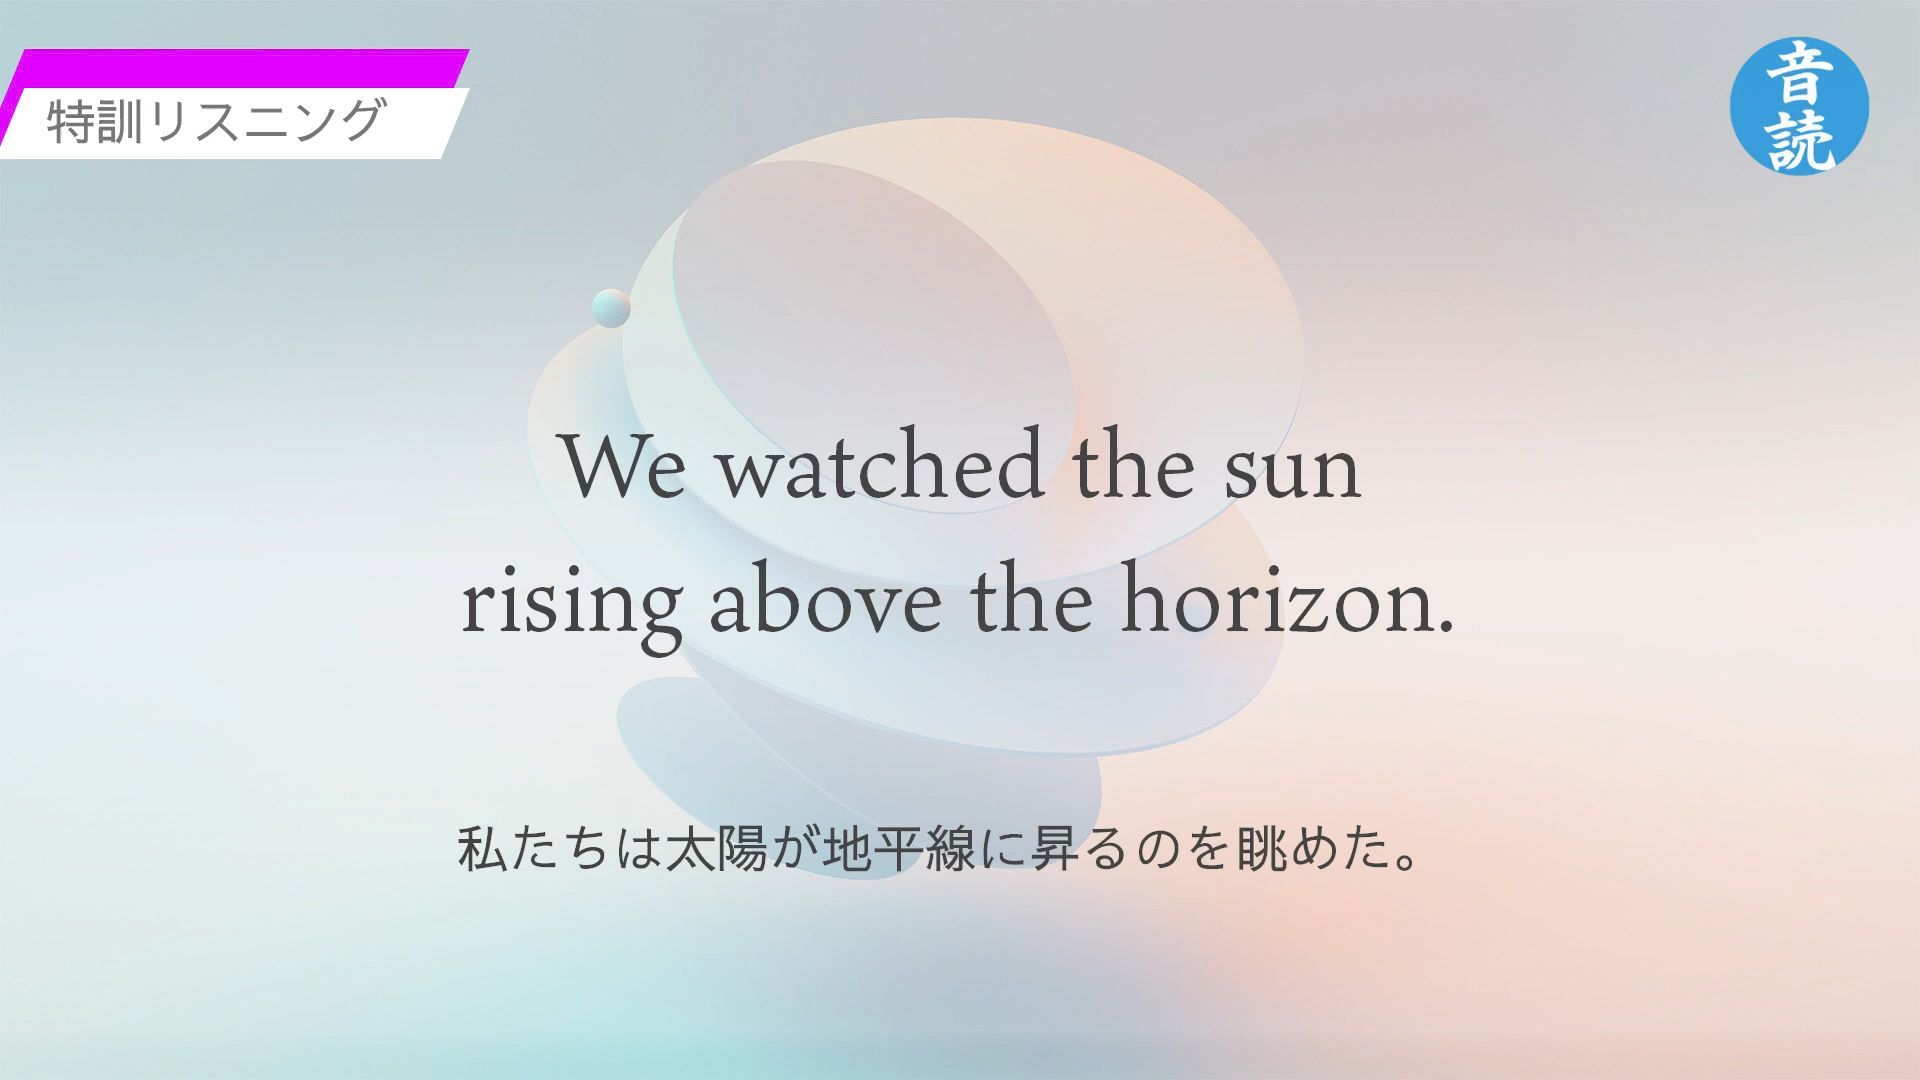 特訓リスニング
音
読
We watched the sun
rising above the horizon.
私たちは太陽が地平線に昇るのを眺めた。